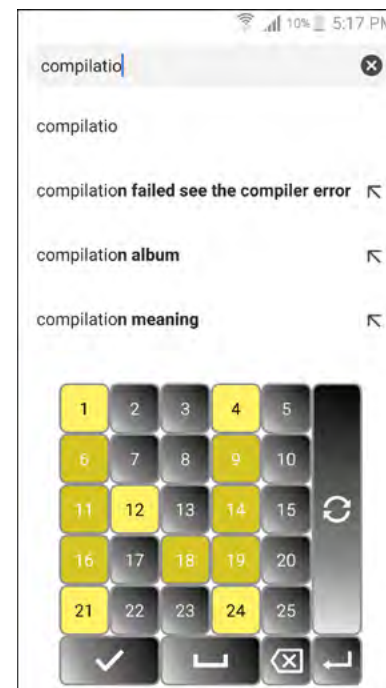 10% 5:17 PM
compilatio
compilatio
compilation failed see the compiler error
compilation album
compilation meaning
1 2 3 4 5
6 7 8 9 10
11 12 13 14 15
16 17 18 19 20
21 22 23 24 25